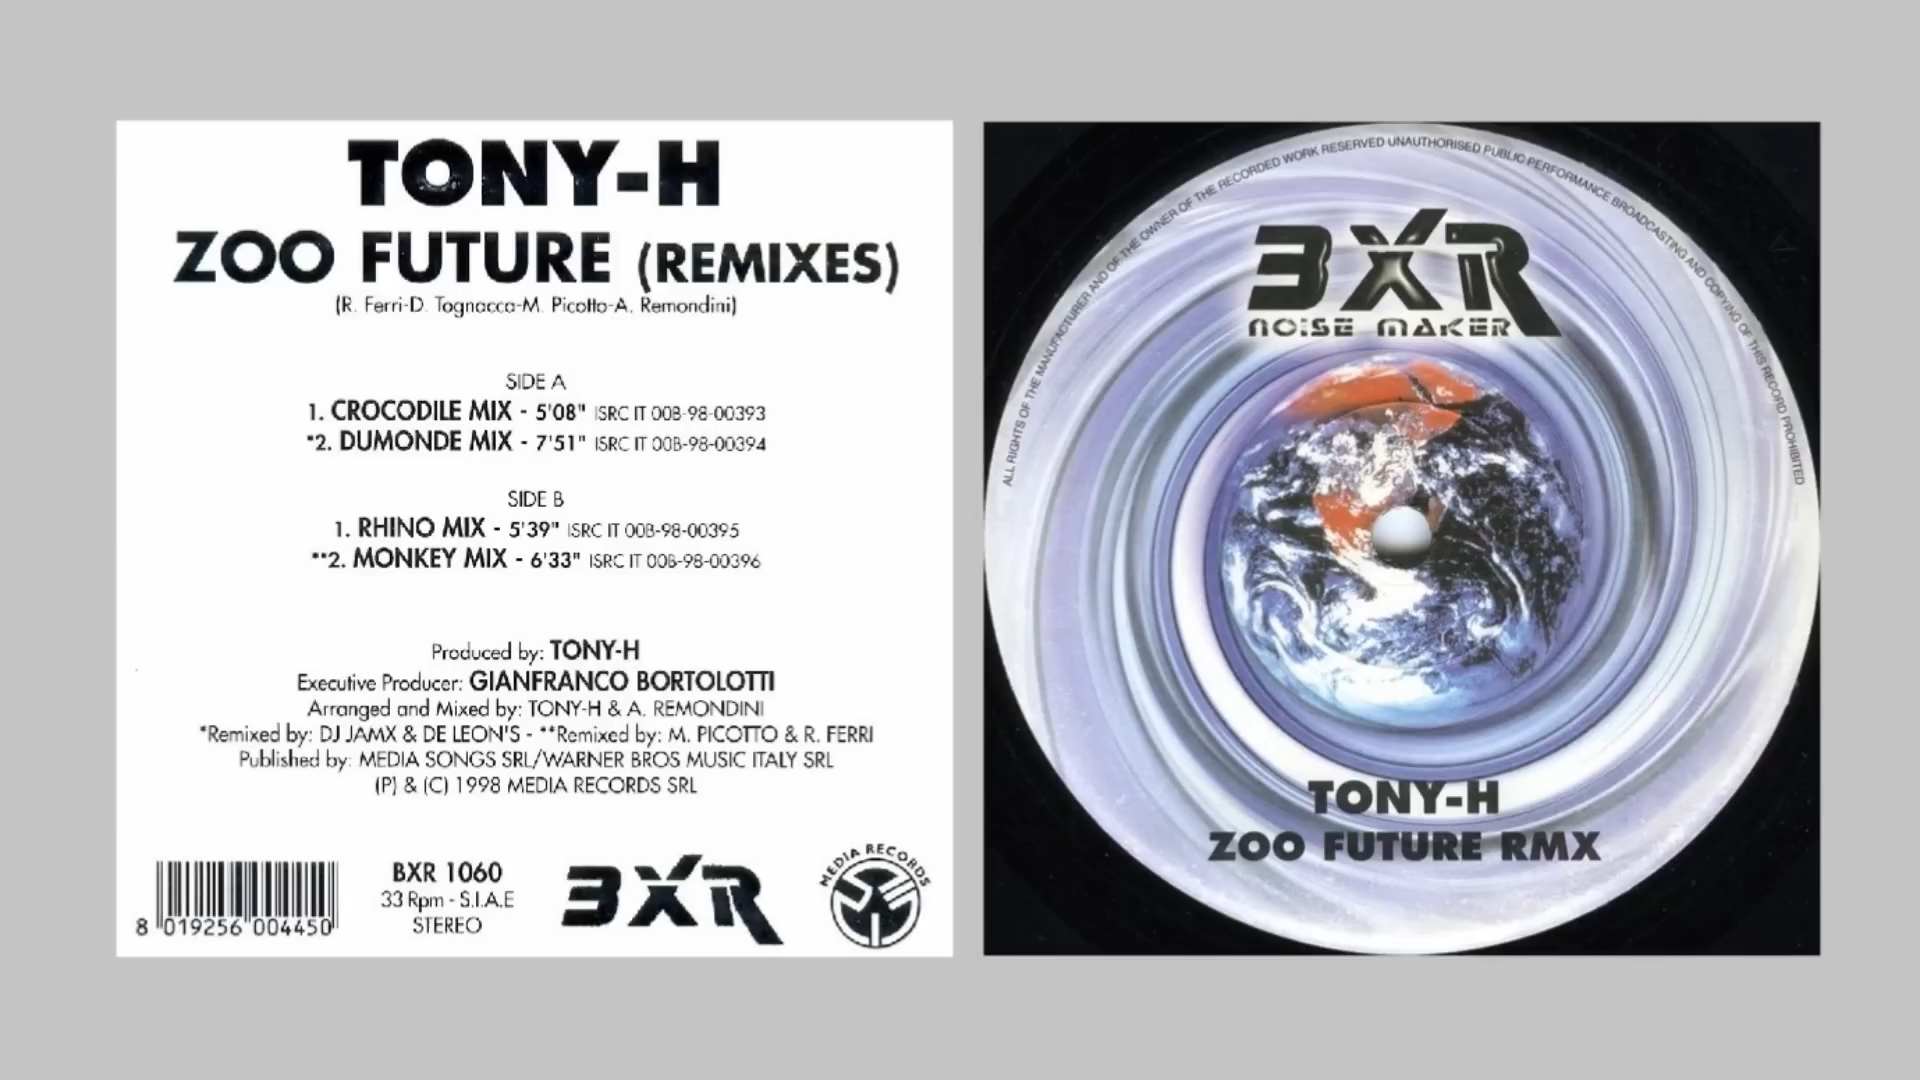 TONY-H
ZOO FUTURE (REMIXES)
(R. Ferri-D. Tognacca-M. Picotto-A. Remondini)
SIDE A
1. CROCODILE MIX - 5'08" ISRC IT 00B-98-00393
*2. DUMONDE MIX - 7'51" ISRC IT 00B-98-00394
SIDE B
1. RHINO MIX - 5'39" ISRC IT 00B-98-00395
**2. MONKEY MIX - 6'33" ISRC IT 00B-98-00396
Produced by: TONY-H
Executive Producer: GIANFRANCO BORTOLOTTI
Arranged and Mixed by: TONY-H & A. REMONDINI
*Remixed by: DJ JAMX & DE LEON'S - **Remixed by: M. PICOTTO & R. FERRI
Published by: MEDIA SONGS SRL/WARNER BROS MUSIC ITALY SRL
(P) & (C) 1998 MEDIA RECORDS SRL
8 019256 004450
BXR 1060
33 Rpm - S.I.A.E
STEREO
BXR
MEDIA RECORDS
ALL RIGHTS OF THE MANUFACTURER AND OF THE OWNER OF THE RECORDED WORK RESERVED UNAUTHORISED PUBLIC PERFORMANCE BROADCASTING AND COPYING OF THIS RECORD PROHIBITED
BXR
NOISE MAKER
TONY-H
ZOO FUTURE RMX